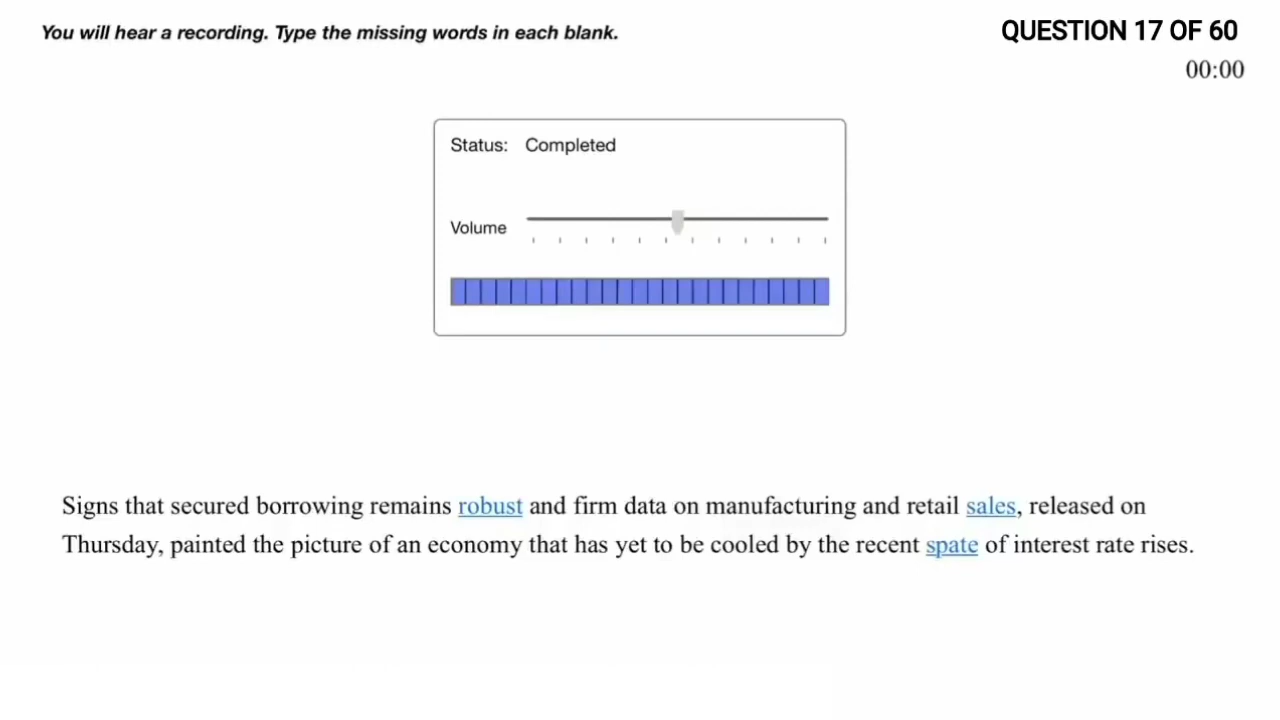 You will hear a recording. Type the missing words in each blank.
QUESTION 17 OF 60
00:00
Status: Completed
Volume
Signs that secured borrowing remains robust and firm data on manufacturing and retail sales, released on
Thursday, painted the picture of an economy that has yet to be cooled by the recent spate of interest rate rises.